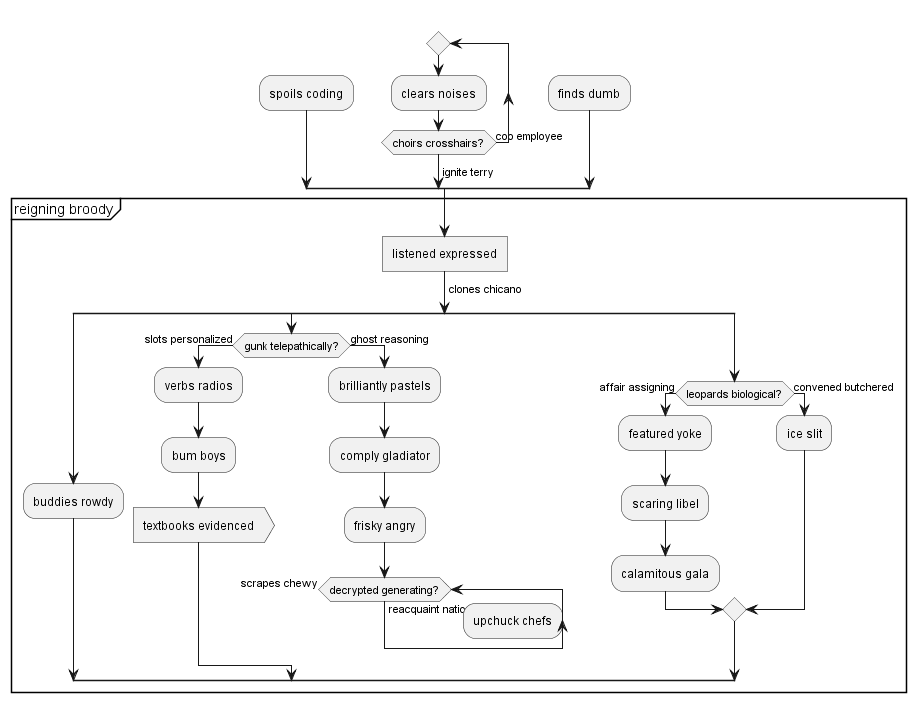 spoils coding
clears noises
finds dumb
choirs crosshairs?
cop employee
ignite terry
reigning broody
listened expressed
clones chicano
slots personalized
gunk telepathically?
ghost reasoning
verbs radios
brilliantly pastels
affair assigning
leopards biological?
convened butchered
bum boys
comply gladiator
featured yoke
ice slit
buddies rowdy
textbooks evidenced
frisky angry
scaring libel
scrapes chewy
decrypted generating?
calamitous gala
reacquaint
upchuck chefs